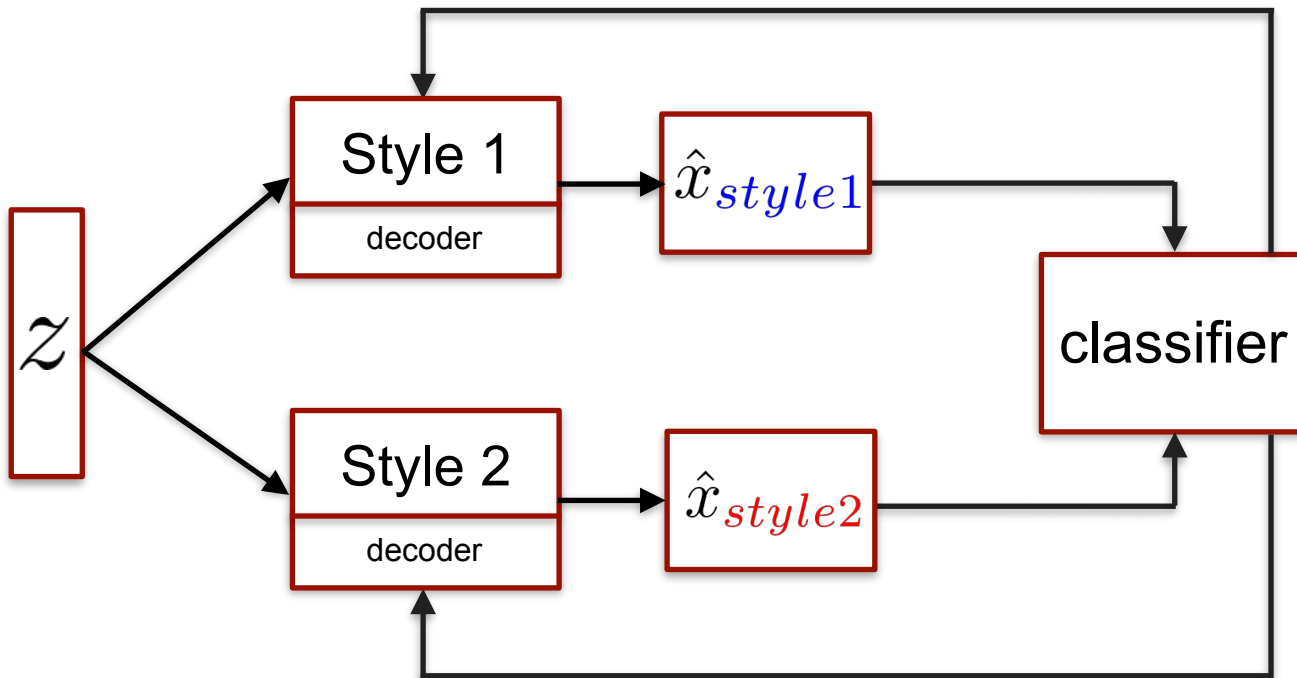 Style 1
decoder
x̂style1
z
classifier
Style 2
decoder
x̂style2